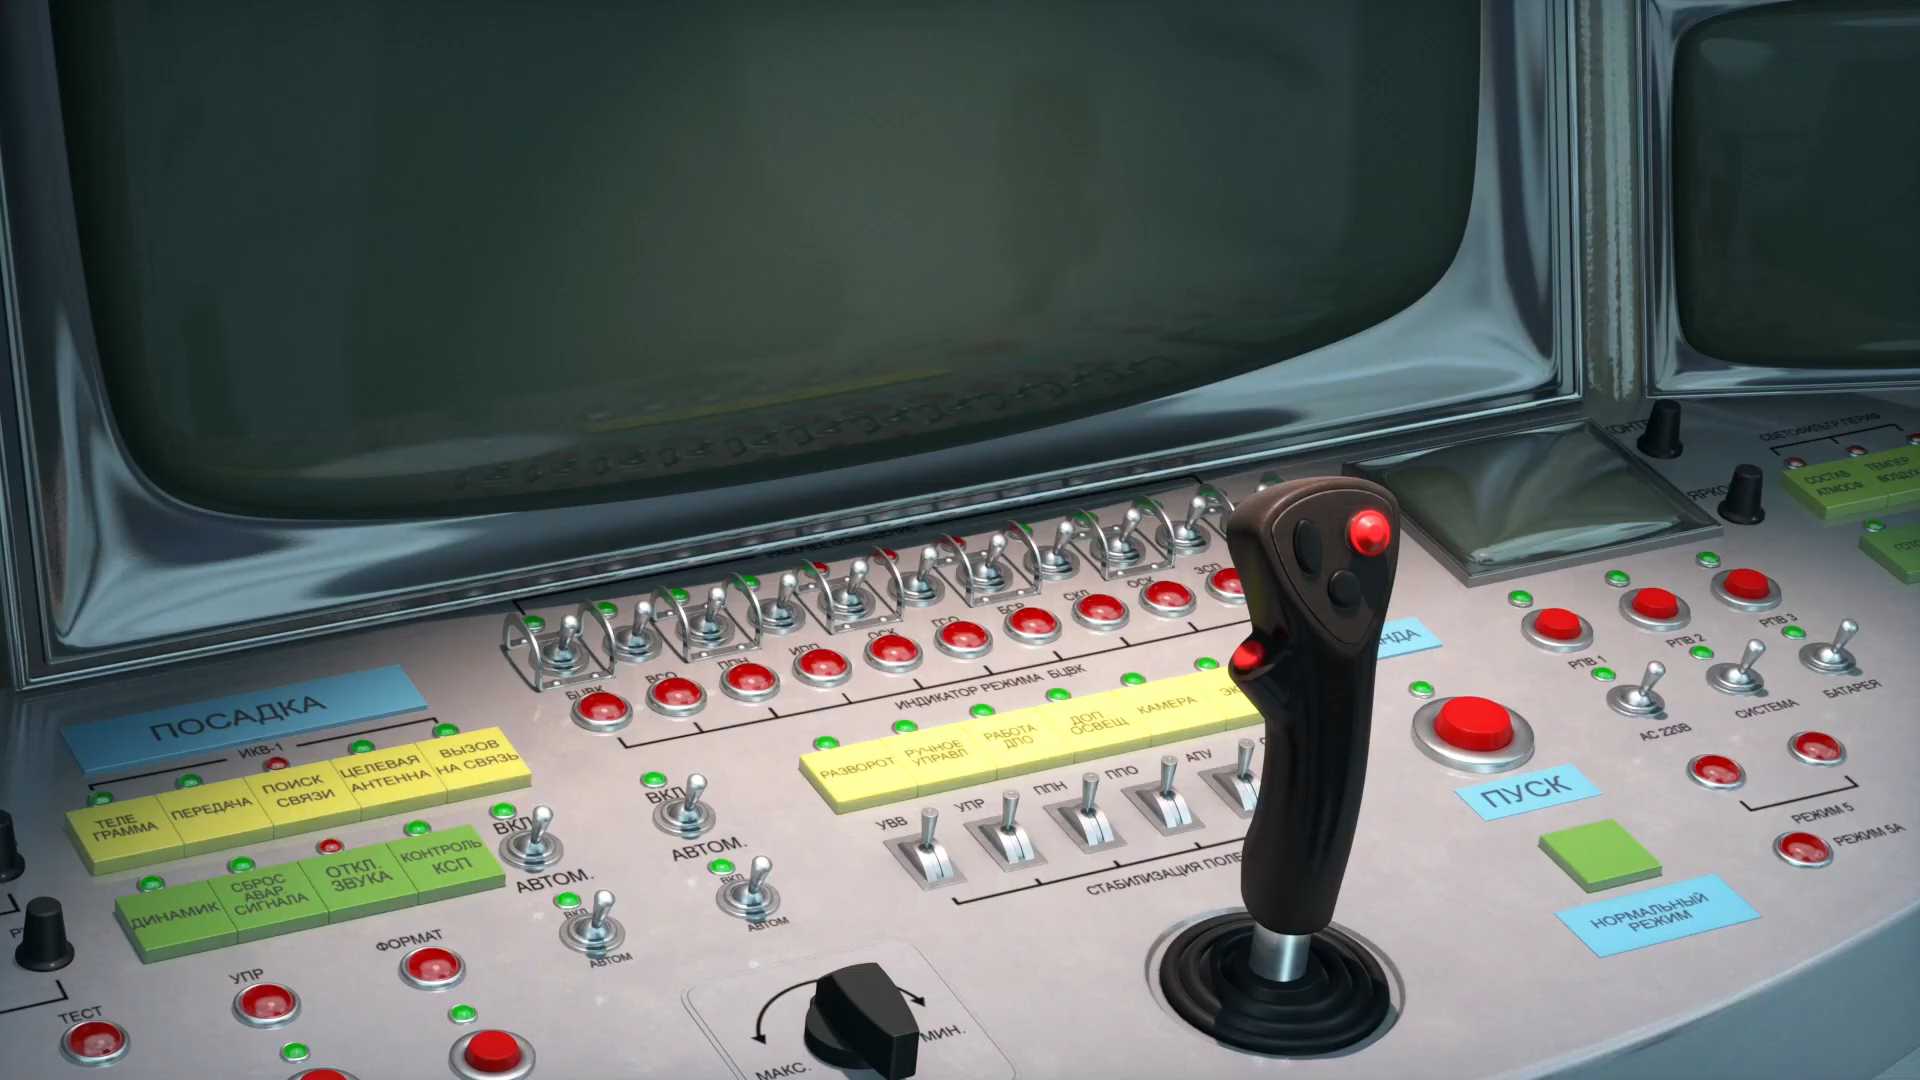 ПОСАДКА
ИКВ-1
ТЕЛЕ
ГРАММА
ПЕРЕДАЧА
ПОИСК
СВЯЗИ
ЦЕЛЕВАЯ
АНТЕННА
ВЫЗОВ
НА СВЯЗЬ
ДИНАМИК
СБРОС
АВАР.
СИГНАЛА
ОТКЛ.
ЗВУКА
КОНТРОЛЬ
КСП
ВКЛ
АВТОМ.
ВКЛ
АВТОМ
ВКЛ
АВТОМ.
ВКЛ
АВТОМ
ФОРМАТ
УПР
ТЕСТ
МАКС.
МИН.
БЦВК
ВСО
ППН
ИПП
ОСК
ГСО
БСР
СКЛ
ОСК
ЗСП
ИНДИКАТОР РЕЖИМА БЦВК
РАЗВОРОТ
РУЧНОЕ
УПРАВЛ
РАБОТА
ДПО
ДОП
ОСВЕЩ
КАМЕРА
УВВ
УПР
ППН
ППО
АПУ
СТАБИЛИЗАЦИЯ
ПУСК
НОРМАЛЬНЫЙ
РЕЖИМ
РПВ 1
РПВ 2
РПВ 3
АС 220В
СИСТЕМА
БАТАРЕЯ
РЕЖИМ 5
РЕЖИМ 5А
СВЕТОФИЛЬТР
СОСТАВ
АТМОСФ